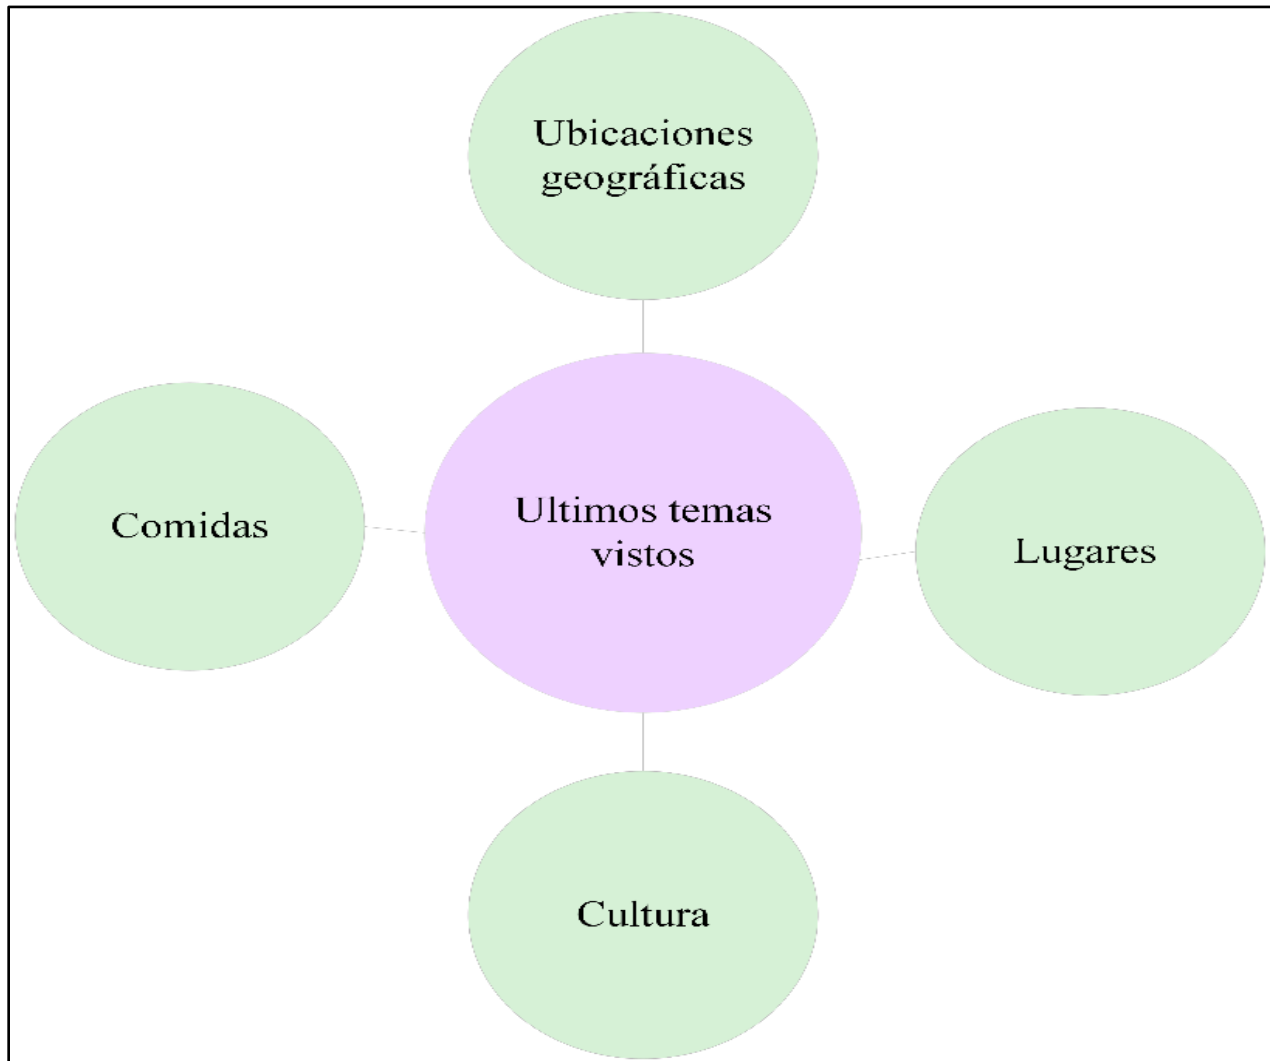 Ubicaciones
geográficas
Comidas
Ultimos temas
vistos
Lugares
Cultura